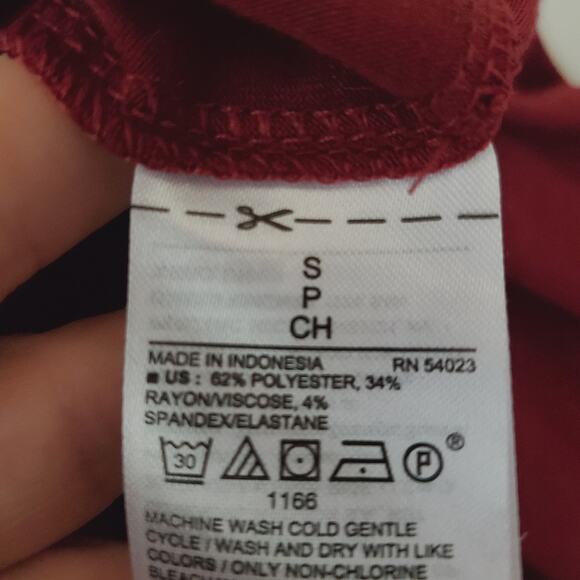 S
P
CH
MADE IN INDONESIA RN 54023
US : 62% POLYESTER, 34%
RAYON/VISCOSE, 4%
SPANDEX/ELASTANE
30 P ®
1166
MACHINE WASH COLD GENTLE
CYCLE / WASH AND DRY WITH LIKE
COLORS / ONLY NON-CHLORINE